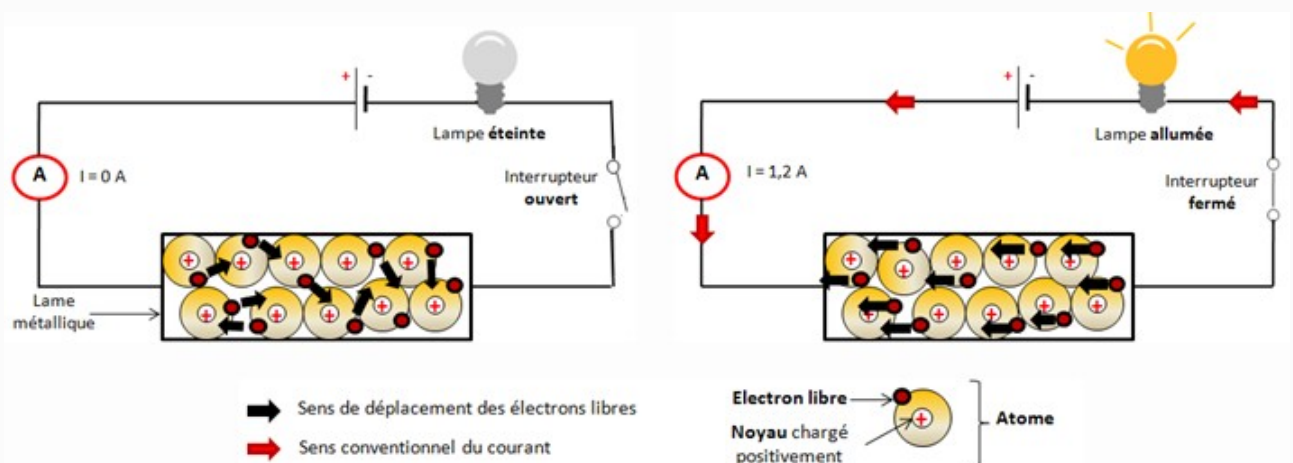 + -
Lampe éteinte
A
I = 0 A
Interrupteur
ouvert
+ + + + +
+ + + + +
Lame
métallique
+ -
Lampe allumée
A
I = 1,2 A
Interrupteur
fermé
+ + + + +
+ + + + +
Sens de déplacement des électrons libres
Sens conventionnel du courant
Electron libre
+
Noyau chargé
positivement
Atome